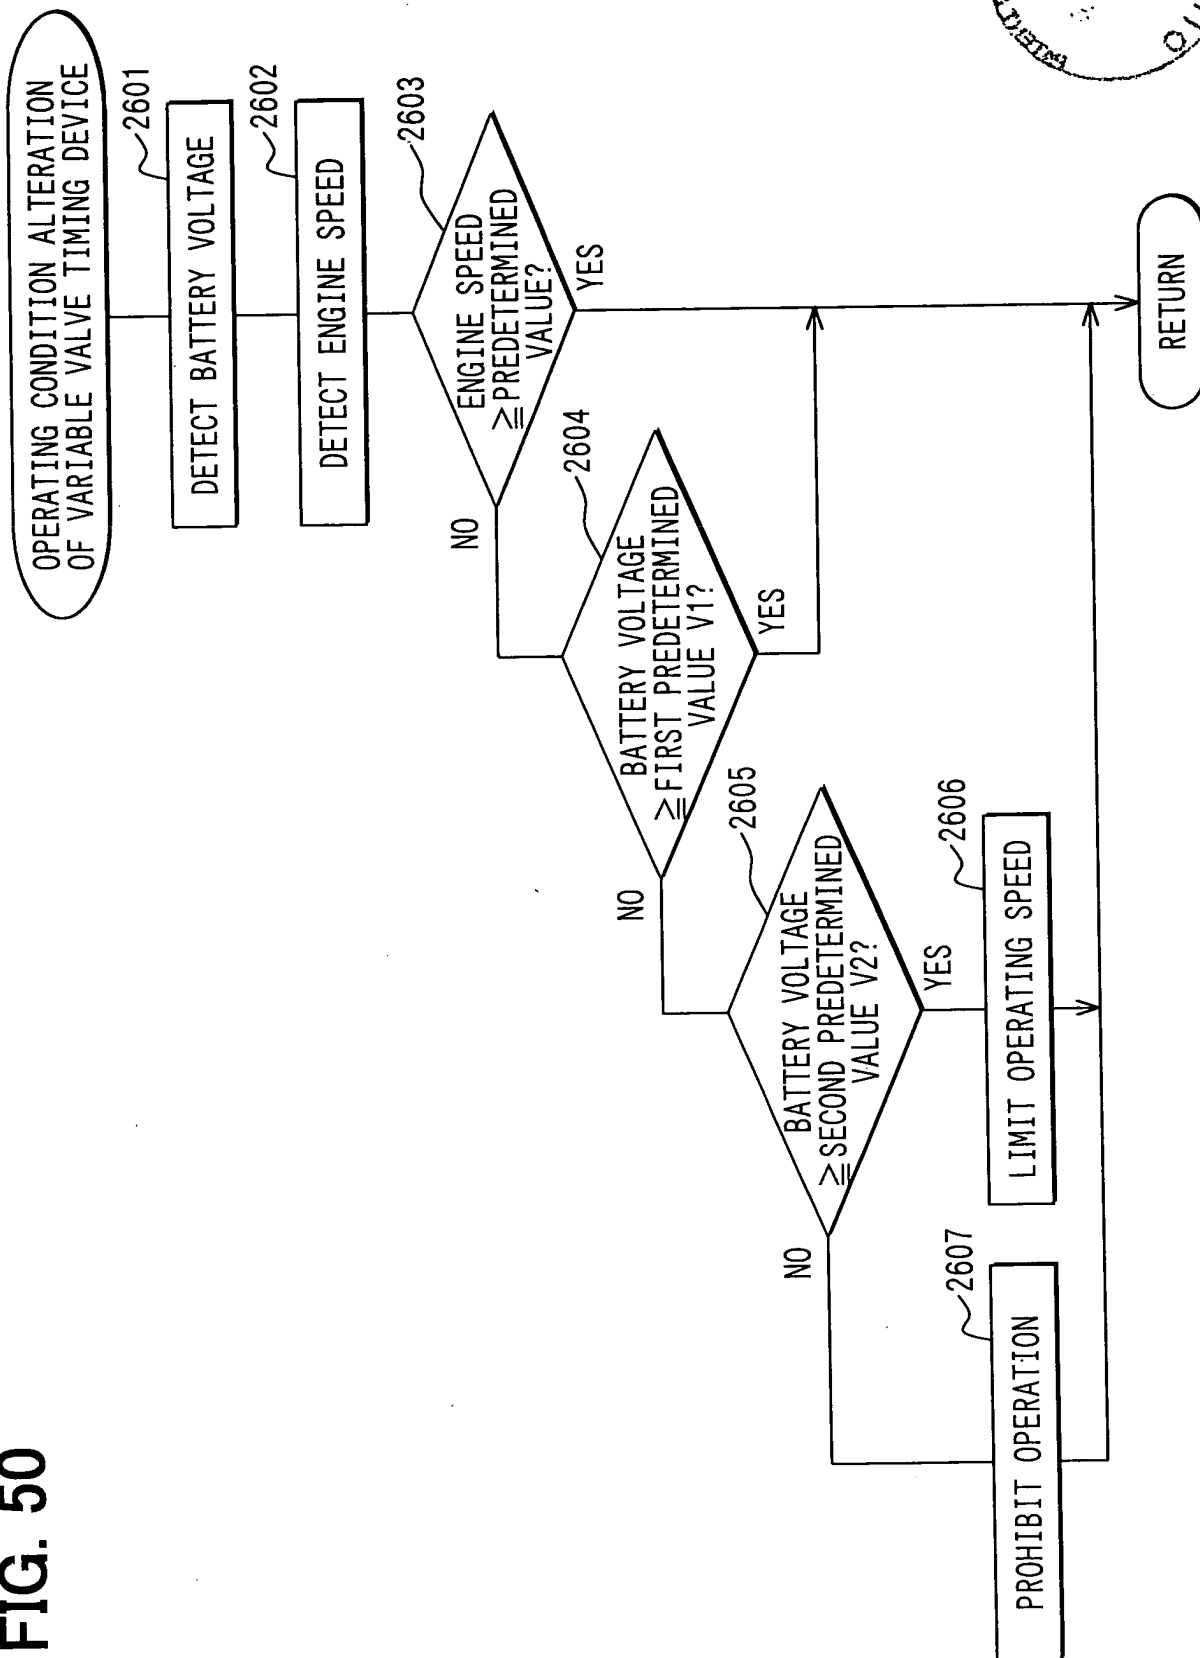 FIG. 50
OPERATING CONDITION ALTERATION
OF VARIABLE VALVE TIMING DEVICE
2601
DETECT BATTERY VOLTAGE
2602
DETECT ENGINE SPEED
2603
ENGINE SPEED
≧PREDETERMINED
VALUE?
YES
NO
2604
BATTERY VOLTAGE
≧FIRST PREDETERMINED
VALUE V1?
YES
NO
2605
BATTERY VOLTAGE
≧SECOND PREDETERMINED
VALUE V2?
YES
NO
2606
LIMIT OPERATING SPEED
2607
PROHIBIT OPERATION
RETURN